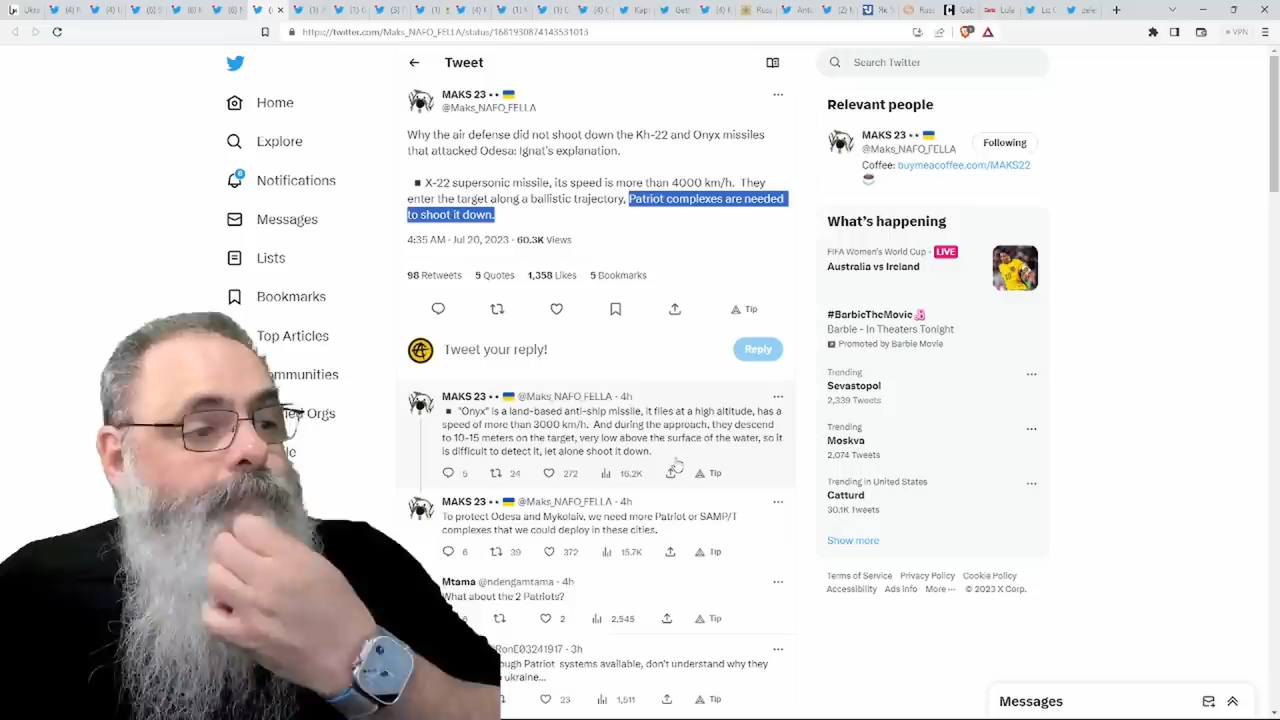 https://twitter.com/Maks_NAFO_FELLA/status/1681930874143531013
VPN
Home
Explore
6
Notifications
Messages
Lists
Bookmarks
Top Articles
Tweet
MAKS 23
@Maks_NAFO_FELLA
Why the air defense did not shoot down the Kh-22 and Onyx missiles
that attacked Odesa: Ignat's explanation.
X-22 supersonic missile, its speed is more than 4000 km/h. They
enter the target along a ballistic trajectory, Patriot complexes are needed
to shoot it down.
4:35 AM · Jul 20, 2023 · 60.3K Views
98 Retweets 5 Quotes 1,358 Likes 5 Bookmarks
Tip
Tweet your reply!
Reply
MAKS 23 @Maks_NAFO_FELLA · 4h
"Onyx" is a land-based anti-ship missile, it flies at a high altitude, has a
speed of more than 3000 km/h. And during the approach, they descend
to 10-15 meters on the target, very low above the surface of the water, so it
is difficult to detect it, let alone shoot it down.
5 24 272 16.2K Tip
MAKS 23 @Maks_NAFO_FELLA · 4h
To protect Odesa and Mykolaiv, we need more Patriot or SAMP/T
complexes that we could deploy in these cities.
6 39 372 15.7K Tip
Mtama @ndengamtama · 4h
What about the 2 Patriots?
2 2,545 Tip
RonE03241917 · 3h
ough Patriot systems available, don't understand why they
ukraine...
23 1,511 Tip
Search Twitter
Relevant people
MAKS 23
@Maks_NAFO_FELLA
Following
Coffee: buymeacoffee.com/MAKS22
What's happening
FIFA Women's World Cup · LIVE
Australia vs Ireland
#BarbieTheMovie
Barbie - In Theaters Tonight
Promoted by Barbie Movie
Trending
Sevastopol
2,339 Tweets
Trending
Moskva
2,074 Tweets
Trending in United States
Catturd
30.1K Tweets
Show more
Terms of Service Privacy Policy Cookie Policy
Accessibility Ads Info More ··· © 2023 X Corp.
Messages